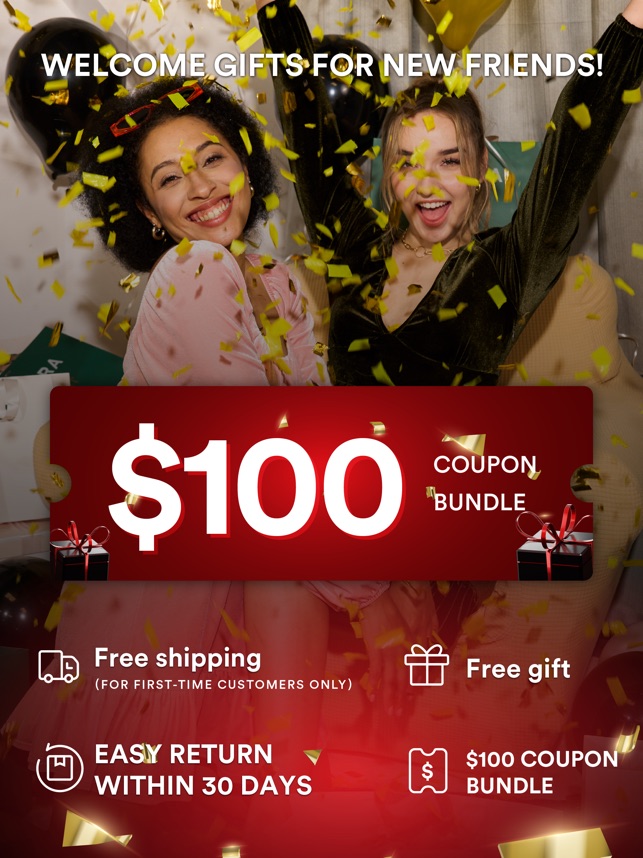 WELCOME GIFTS FOR NEW FRIENDS!
$100
COUPON
BUNDLE
Free shipping
(FOR FIRST-TIME CUSTOMERS ONLY)
Free gift
EASY RETURN
WITHIN 30 DAYS
$
$100 COUPON
BUNDLE